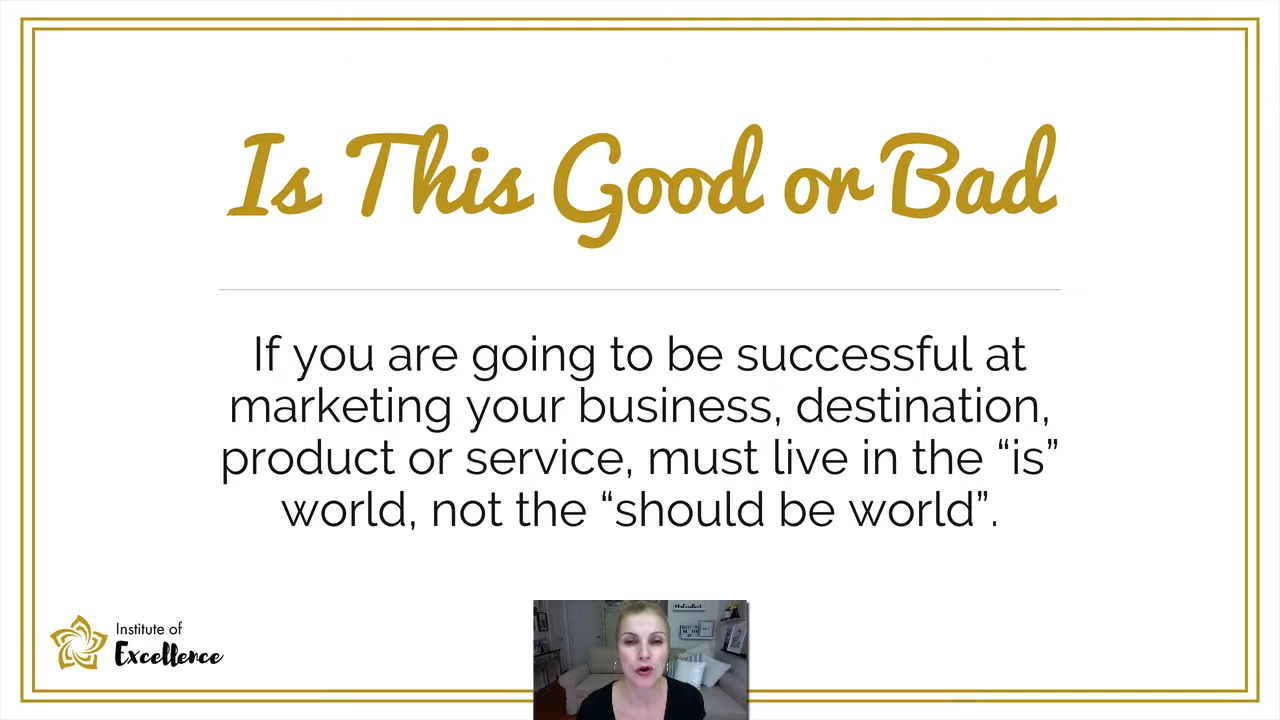 Is This Good or Bad
If you are going to be successful at
marketing your business, destination,
product or service, must live in the “is”
world, not the “should be world”.
Institute of
Excellence